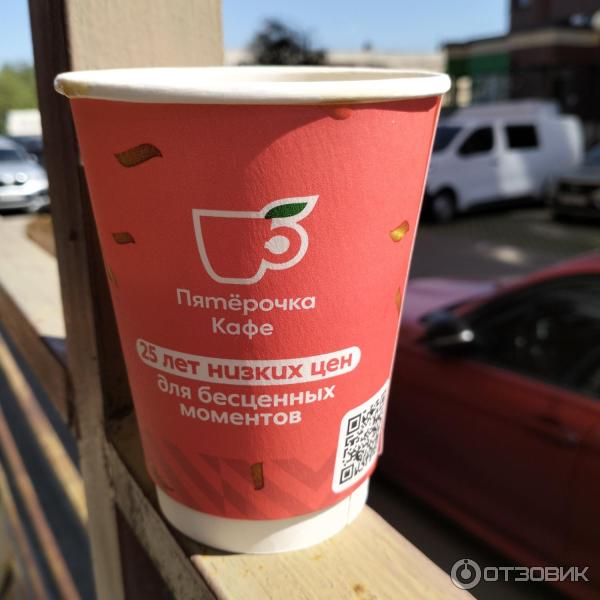 Пятёрочка
Кафе
25 лет низких цен
для бесценных
моментов
ОТЗОВИК